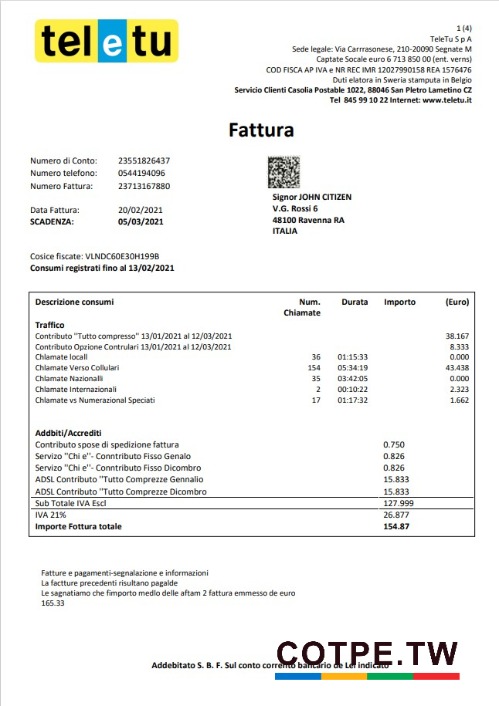 teletu
1 (4)
TeleTu S p A
Sede legale: Via Carrrasonese, 210-20090 Segnate M
Captate Socale euro 6 713 850 00 (ent. verns)
COD FISCA AP IVA e NR REC IMR 12027990158 REA 1576476
Duti elatora in Sweria stamputa in Belgio
Servicio Clienti Casolia Postable 1022, 88046 San Pletro Lametino CZ
Tel 845 99 10 22 Internet: www.teletu.it
Fattura
Numero di Conto: 23551826437
Numero telefono: 0544194096
Numero Fattura: 23713167880
Data Fattura: 20/02/2021
SCADENZA: 05/03/2021
Signor JOHN CITIZEN
V.G. Rossi 6
48100 Ravenna RA
ITALIA
Cosice fiscate: VLNDC60E30H199B
Consumi registrati fino al 13/02/2021
Descrizione consumi Num. Chiamate Durata Importo (Euro)
Traffico
Contributo "Tutto compresso" 13/01/2021 al 12/03/2021 38.167
Contributo Opzione Contrulari 13/01/2021 al 12/03/2021 8.333
Chlamate locall 36 01:15:33 0.000
Chlamate Verso Collulari 154 05:34:19 43.438
Chlamate Nazionalli 35 03:42:05 0.000
Chlamate Internazionali 2 00:10:22 2.323
Chlamate vs Numerazional Speciati 17 01:17:32 1.662
Addbiti/Accrediti
Contributo spose di spedizione fattura 0.750
Servizo "Chi e"- Conntributo Fisso Genalo 0.826
Servizo "Chi e"- Conntributo Fisso Dicombro 0.826
ADSL Contributo "Tutto Comprezze Gennalio 15.833
ADSL Contributo "Tutto Comprezze Dicombro 15.833
Sub Totale IVA Escl 127.999
IVA 21% 26.877
Importe Fottura totale 154.87
Fatture e pagamenti-segnalazione e informazioni
La factture precedenti risultano pagalde
Le sagnatiamo che fimporto medlo delle aftam 2 fattura emmesso de euro
165.33
Addebitato S. B. F. Sul conto corrento bancario de Lei indicato
COTPE.TW